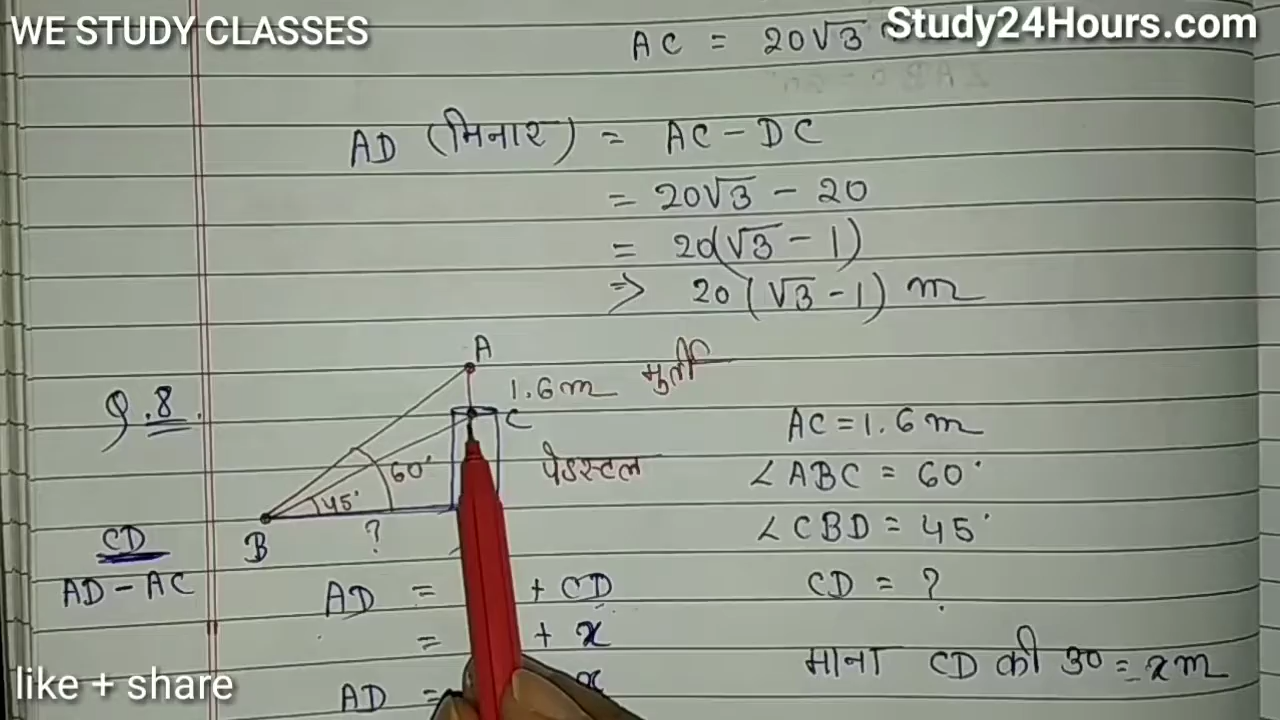 WE STUDY CLASSES
Study24Hours.com
AC = 20√3
AD (मिनार) = AC - DC
= 20√3 - 20
= 20(√3 - 1)
⇒ 20(√3 - 1) m
Q.8.
A
1.6m मुर्ती
C
60°
पेडस्टल
45°
B
?
AC = 1.6m
∠ABC = 60°
∠CBD = 45°
CD = ?
माना CD की ऊ० = xm
CD
AD - AC
AD = + CD
= + x
AD = x
like + share